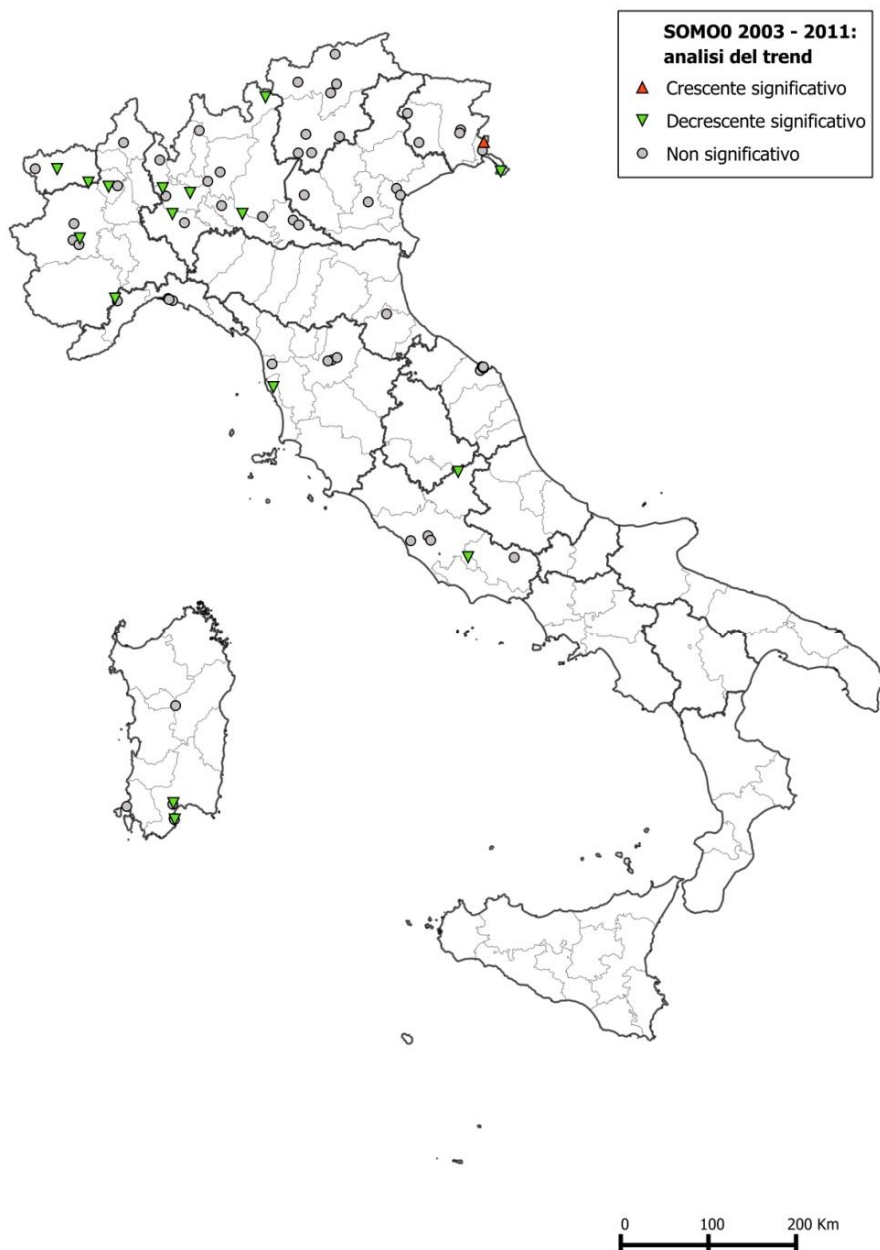 SOMO0 2003 - 2011:
analisi del trend
Crescente significativo
Decrescente significativo
Non significativo
0 100 200 Km